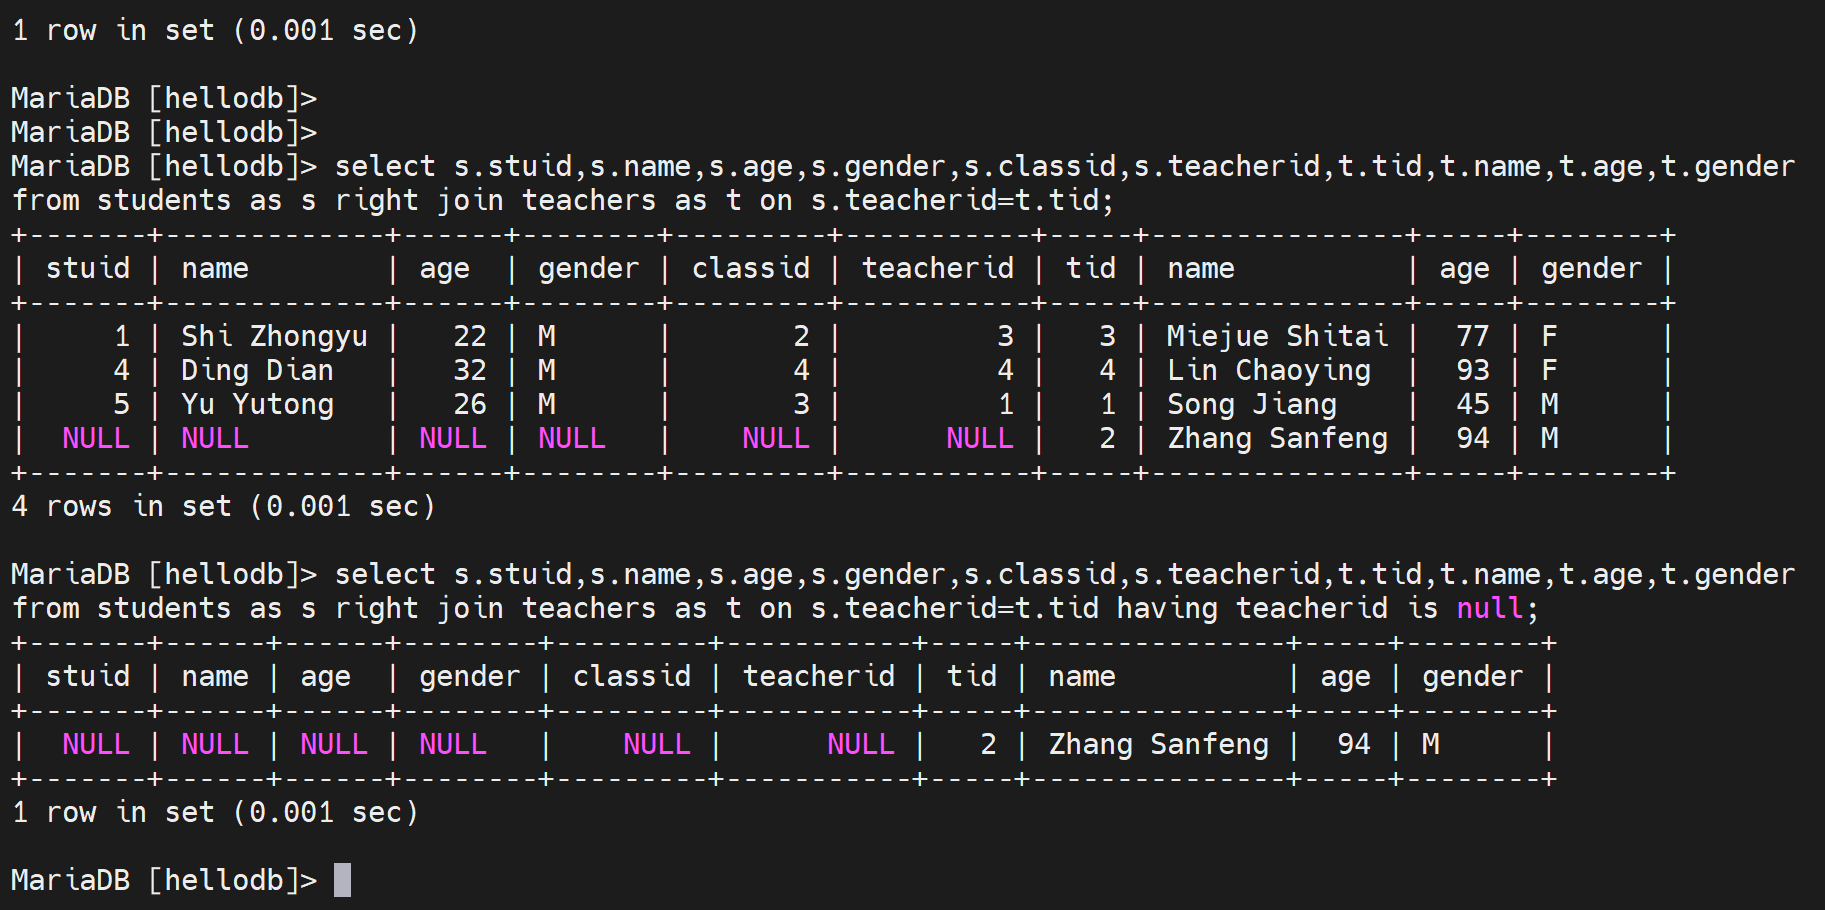 1 row in set (0.001 sec)
MariaDB [hellodb]>
MariaDB [hellodb]>
MariaDB [hellodb]> select s.stuid,s.name,s.age,s.gender,s.classid,s.teacherid,t.tid,t.name,t.age,t.gender
from students as s right join teachers as t on s.teacherid=t.tid;
+-------+-------------+------+--------+---------+-----------+-----+---------------+-----+--------+
| stuid | name        | age  | gender | classid | teacherid | tid | name          | age | gender |
+-------+-------------+------+--------+---------+-----------+-----+---------------+-----+--------+
|     1 | Shi Zhongyu |   22 | M      |       2 |         3 |   3 | Miejue Shitai |  77 | F      |
|     4 | Ding Dian   |   32 | M      |       4 |         4 |   4 | Lin Chaoying  |  93 | F      |
|     5 | Yu Yutong   |   26 | M      |       3 |         1 |   1 | Song Jiang    |  45 | M      |
|  NULL | NULL        | NULL | NULL   |    NULL |      NULL |   2 | Zhang Sanfeng |  94 | M      |
+-------+-------------+------+--------+---------+-----------+-----+---------------+-----+--------+
4 rows in set (0.001 sec)
MariaDB [hellodb]> select s.stuid,s.name,s.age,s.gender,s.classid,s.teacherid,t.tid,t.name,t.age,t.gender
from students as s right join teachers as t on s.teacherid=t.tid having teacherid is null;
+-------+------+------+--------+---------+-----------+-----+---------------+-----+--------+
| stuid | name | age  | gender | classid | teacherid | tid | name          | age | gender |
+-------+------+------+--------+---------+-----------+-----+---------------+-----+--------+
|  NULL | NULL | NULL | NULL   |    NULL |      NULL |   2 | Zhang Sanfeng |  94 | M      |
+-------+------+------+--------+---------+-----------+-----+---------------+-----+--------+
1 row in set (0.001 sec)
MariaDB [hellodb]>